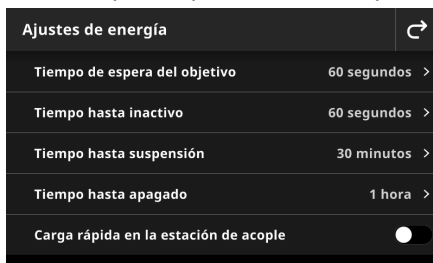 Ajustes de energía
Tiempo de espera del objetivo 60 segundos
Tiempo hasta inactivo 60 segundos
Tiempo hasta suspensión 30 minutos
Tiempo hasta apagado 1 hora
Carga rápida en la estación de acople